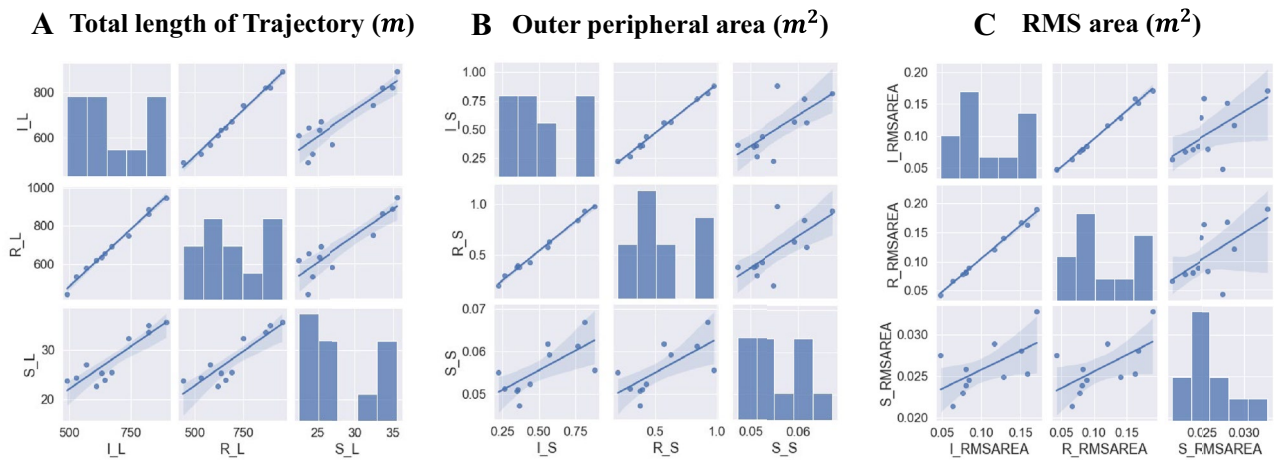 A Total length of Trajectory (m)
800
600
I_L
1000
800
600
R_L
30
20
S_L
500 750
500 750
25 30 35
I_L
R_L
S_L
B Outer peripheral area (m²)
1.00
0.75
0.50
0.25
I_S
1.0
0.5
R_S
0.07
0.06
0.05
S_S
0.25 0.50 0.75
0.5 1.0
0.05 0.06
I_S
R_S
S_S
C RMS area (m²)
0.20
0.15
0.10
0.05
I_RMSAREA
0.20
0.15
0.10
0.05
R_RMSAREA
0.030
0.025
0.020
S_RMSAREA
0.05 0.10 0.15
0.05 0.10 0.15
0.025 0.030
I_RMSAREA
R_RMSAREA
S_RMSAREA